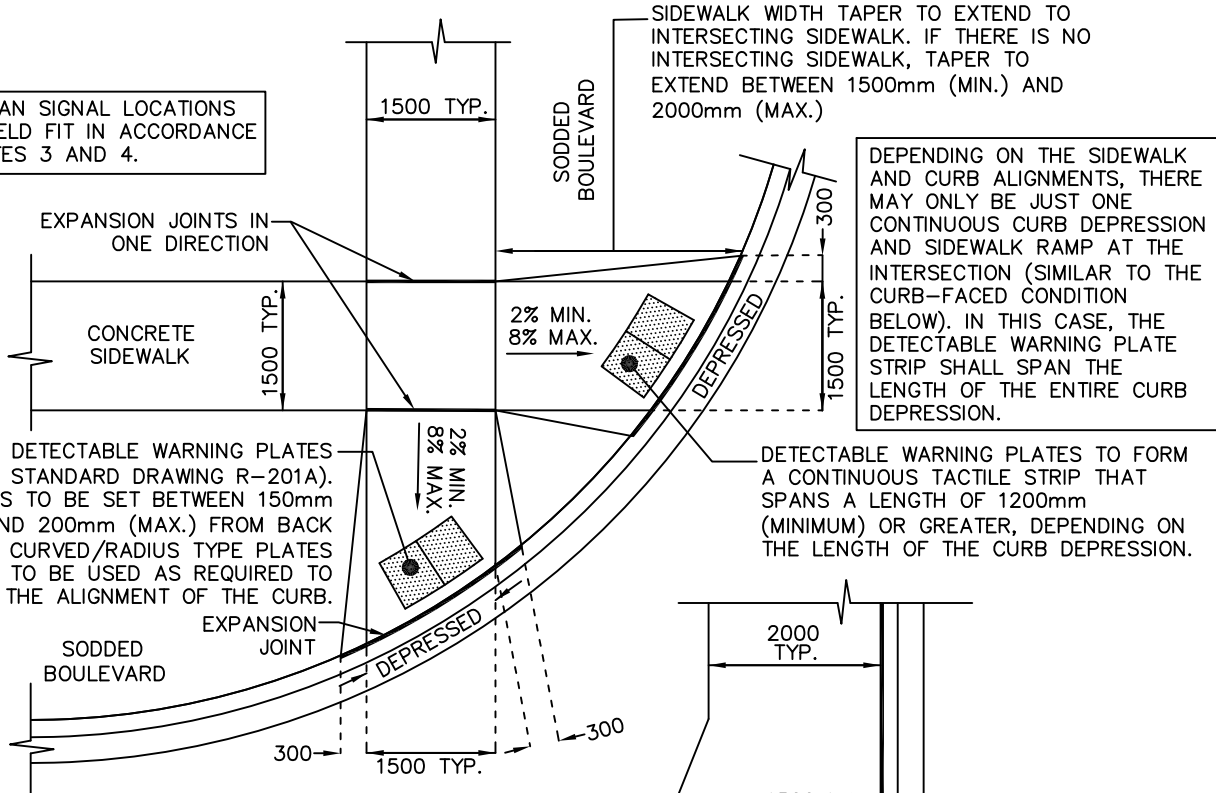 SIDEWALK WIDTH TAPER TO EXTEND TO
INTERSECTING SIDEWALK. IF THERE IS NO
INTERSECTING SIDEWALK, TAPER TO
EXTEND BETWEEN 1500mm (MIN.) AND
2000mm (MAX.)
AN SIGNAL LOCATIONS
ELD FIT IN ACCORDANCE
TES 3 AND 4.
1500 TYP.
SODDED
BOULEVARD
DEPENDING ON THE SIDEWALK
AND CURB ALIGNMENTS, THERE
MAY ONLY BE JUST ONE
CONTINUOUS CURB DEPRESSION
AND SIDEWALK RAMP AT THE
INTERSECTION (SIMILAR TO THE
CURB-FACED CONDITION
BELOW). IN THIS CASE, THE
DETECTABLE WARNING PLATE
STRIP SHALL SPAN THE
LENGTH OF THE ENTIRE CURB
DEPRESSION.
EXPANSION JOINTS IN
ONE DIRECTION
300
1500 TYP.
CONCRETE
SIDEWALK
1500 TYP.
2% MIN.
8% MAX.
DEPRESSED
2% MIN.
8% MAX.
DETECTABLE WARNING PLATES
STANDARD DRAWING R-201A).
S TO BE SET BETWEEN 150mm
ND 200mm (MAX.) FROM BACK
CURVED/RADIUS TYPE PLATES
TO BE USED AS REQUIRED TO
THE ALIGNMENT OF THE CURB.
DETECTABLE WARNING PLATES TO FORM
A CONTINUOUS TACTILE STRIP THAT
SPANS A LENGTH OF 1200mm
(MINIMUM) OR GREATER, DEPENDING ON
THE LENGTH OF THE CURB DEPRESSION.
EXPANSION
JOINT
SODDED
BOULEVARD
DEPRESSED
300
1500 TYP.
300
2000
TYP.